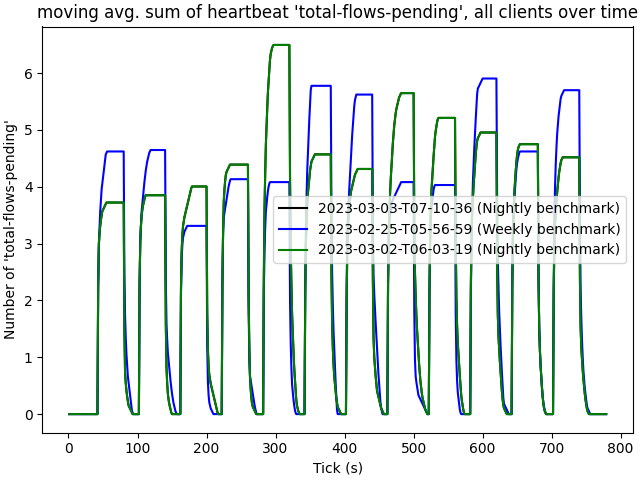 moving avg. sum of heartbeat 'total-flows-pending', all clients over time
Number of 'total-flows-pending'
6
5
4
3
2
1
0
2023-03-03-T07-10-36 (Nightly benchmark)
2023-02-25-T05-56-59 (Weekly benchmark)
2023-03-02-T06-03-19 (Nightly benchmark)
0 100 200 300 400 500 600 700 800
Tick (s)